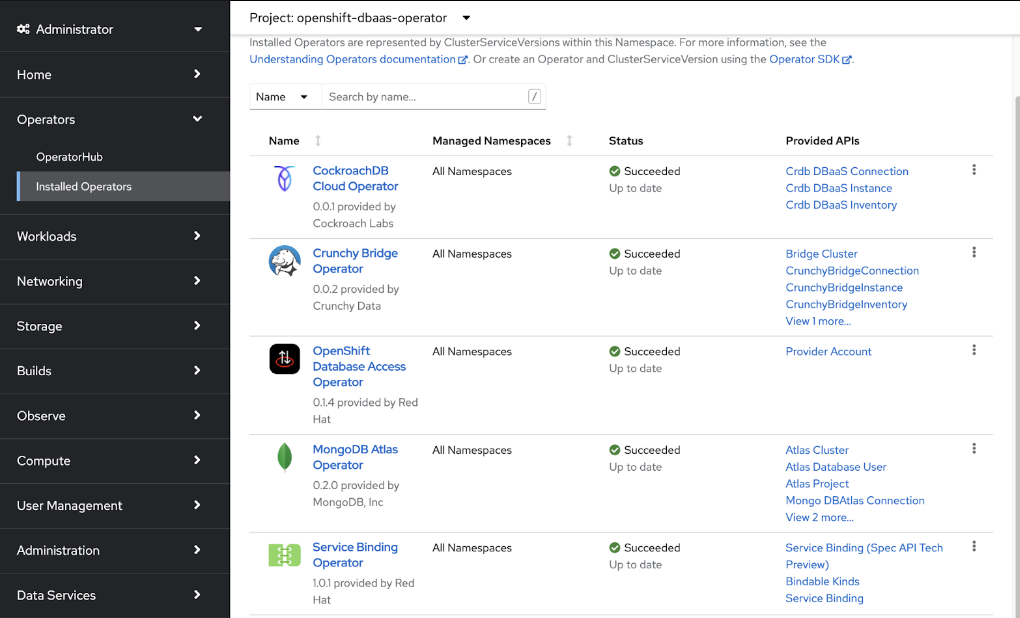 Administrator
Home
Operators
OperatorHub
Installed Operators
Workloads
Networking
Storage
Builds
Observe
Compute
User Management
Administration
Data Services
Project: openshift-dbaas-operator
Installed Operators are represented by ClusterServiceVersions within this Namespace. For more information, see the
Understanding Operators documentation. Or create an Operator and ClusterServiceVersion using the Operator SDK.
Name Search by name... /
Name Managed Namespaces Status Provided APIs
CockroachDB
Cloud Operator
0.0.1 provided by
Cockroach Labs
All Namespaces
Succeeded
Up to date
Crdb DBaaS Connection
Crdb DBaaS Instance
Crdb DBaaS Inventory
Crunchy Bridge
Operator
0.0.2 provided by
Crunchy Data
All Namespaces
Succeeded
Up to date
Bridge Cluster
CrunchyBridgeConnection
CrunchyBridgeInstance
CrunchyBridgeInventory
View 1 more...
OpenShift
Database Access
Operator
0.1.4 provided by Red
Hat
All Namespaces
Succeeded
Up to date
Provider Account
MongoDB Atlas
Operator
0.2.0 provided by
MongoDB, Inc
All Namespaces
Succeeded
Up to date
Atlas Cluster
Atlas Database User
Atlas Project
Mongo DBAtlas Connection
View 2 more...
Service Binding
Operator
1.0.1 provided by Red
Hat
All Namespaces
Succeeded
Up to date
Service Binding (Spec API Tech
Preview)
Bindable Kinds
Service Binding